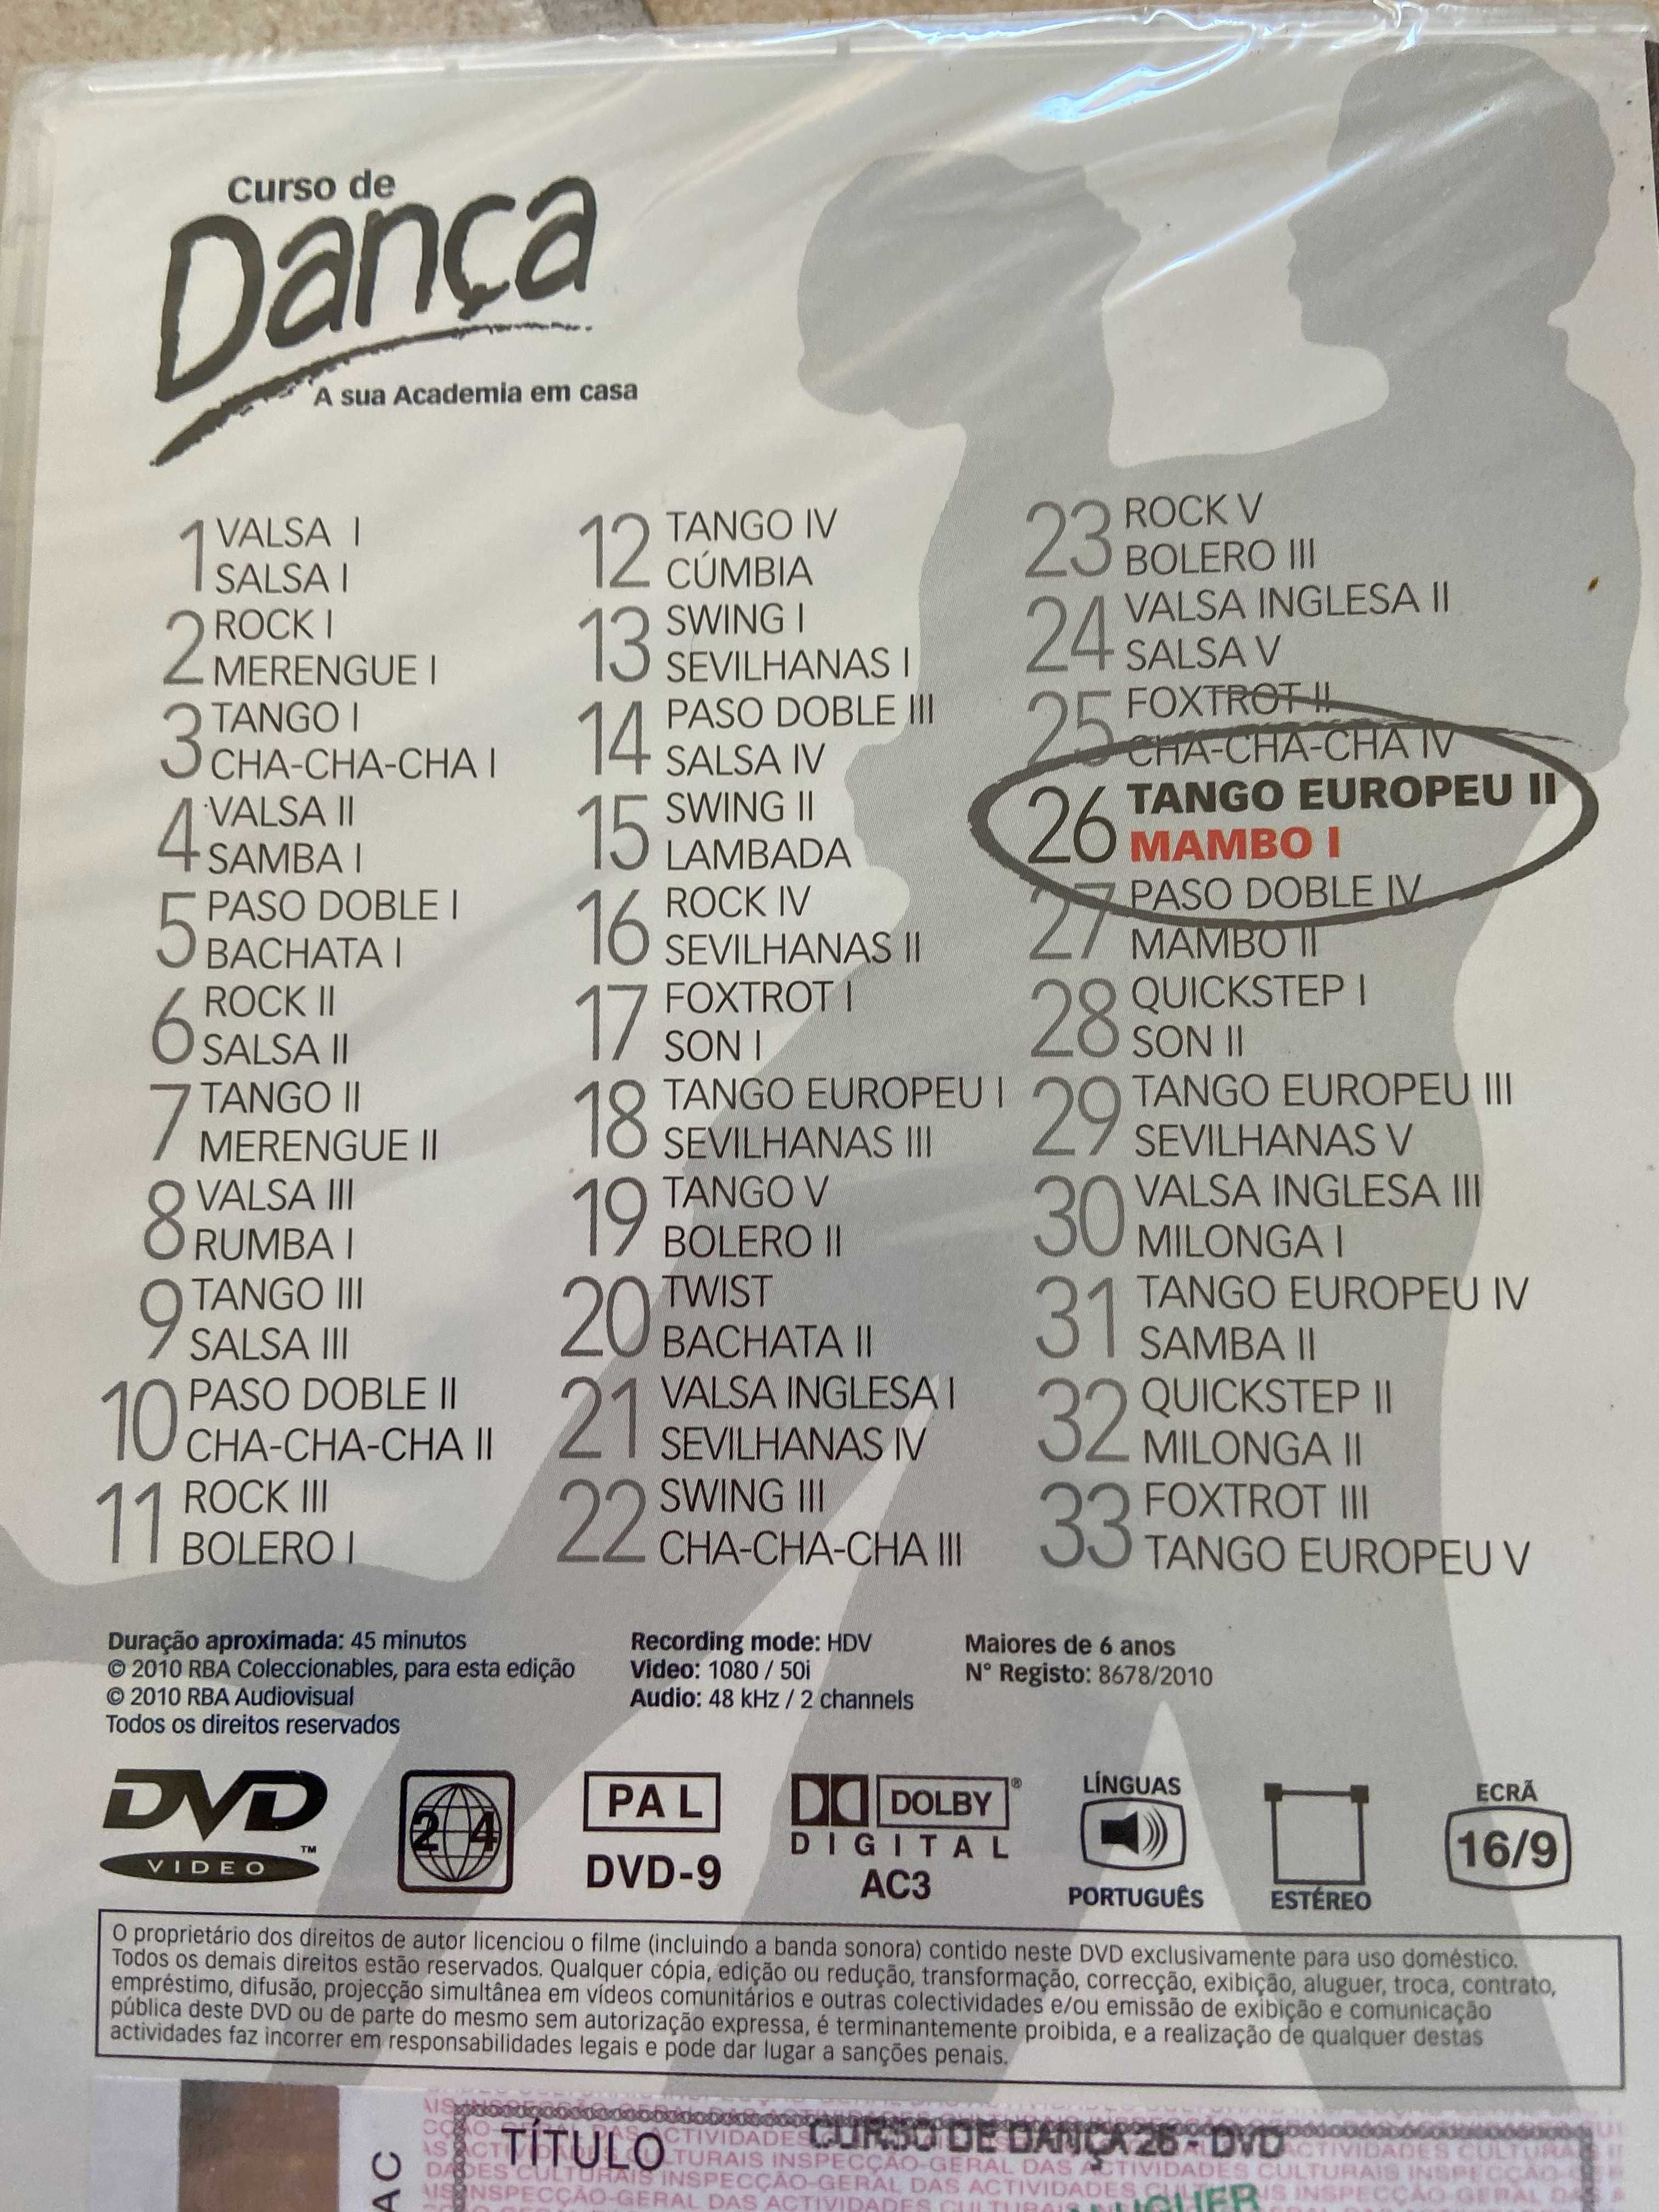 Curso de
Dança
A sua Academia em casa
1 VALSA I
SALSA I
2 ROCK I
MERENGUE I
3 TANGO I
CHA-CHA-CHA I
4 VALSA II
SAMBA I
5 PASO DOBLE I
BACHATA I
6 ROCK II
SALSA II
7 TANGO II
MERENGUE II
8 VALSA III
RUMBA I
9 TANGO III
SALSA III
10 PASO DOBLE II
CHA-CHA-CHA II
11 ROCK III
BOLERO I
12 TANGO IV
CÚMBIA
13 SWING I
SEVILHANAS I
14 PASO DOBLE III
SALSA IV
15 SWING II
LAMBADA
16 ROCK IV
SEVILHANAS II
17 FOXTROT I
SON I
18 TANGO EUROPEU I
SEVILHANAS III
19 TANGO V
BOLERO II
20 TWIST
BACHATA II
21 VALSA INGLESA I
SEVILHANAS IV
22 SWING III
CHA-CHA-CHA III
23 ROCK V
BOLERO III
24 VALSA INGLESA II
SALSA V
25 FOXTROT II
CHA-CHA-CHA IV
26 TANGO EUROPEU II
MAMBO I
27 PASO DOBLE IV
MAMBO II
28 QUICKSTEP I
SON II
29 TANGO EUROPEU III
SEVILHANAS V
30 VALSA INGLESA III
MILONGA I
31 TANGO EUROPEU IV
SAMBA II
32 QUICKSTEP II
MILONGA II
33 FOXTROT III
TANGO EUROPEU V
Duração aproximada: 45 minutos
© 2010 RBA Coleccionables, para esta edição
© 2010 RBA Audiovisual
Todos os direitos reservados
Recording mode: HDV
Video: 1080 / 50i
Audio: 48 kHz / 2 channels
Maiores de 6 anos
N° Registo: 8678/2010
DVD™
VIDEO
2 4
PAL
DVD-9
DOLBY®
DIGITAL
AC3
LÍNGUAS
PORTUGUÊS
ESTÉREO
ECRÃ
16/9
O proprietário dos direitos de autor licenciou o filme (incluindo a banda sonora) contido neste DVD exclusivamente para uso doméstico.
Todos os demais direitos estão reservados. Qualquer cópia, edição ou redução, transformação, correcção, exibição, aluguer, troca, contrato,
empréstimo, difusão, projecção simultânea em vídeos comunitários e outras colectividades e/ou emissão de exibição e comunicação
pública deste DVD ou de parte do mesmo sem autorização expressa, é terminantemente proibida, e a realização de qualquer destas
actividades faz incorrer em responsabilidades legais e pode dar lugar a sanções penais.
TÍTULO
CURSO DE DANÇA 26 - DVD
INSPECÇÃO-GERAL DAS ACTIVIDADES CULTURAIS